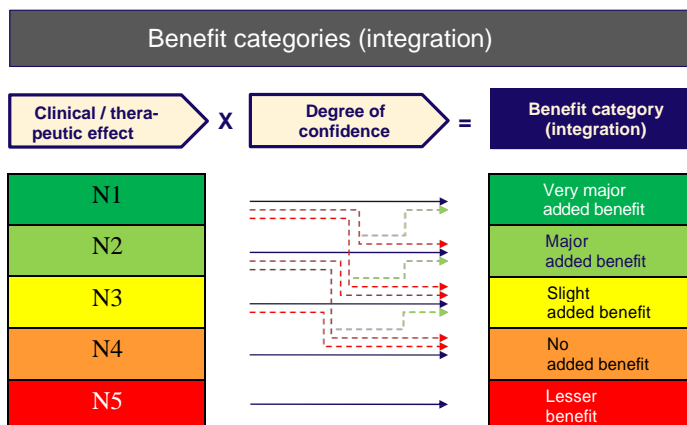 Benefit categories (integration)
Clinical / thera-
peutic effect
X
Degree of
confidence
=
Benefit category
(integration)
N1
Very major
added benefit
N2
Major
added benefit
N3
Slight
added benefit
N4
No
added benefit
N5
Lesser
benefit